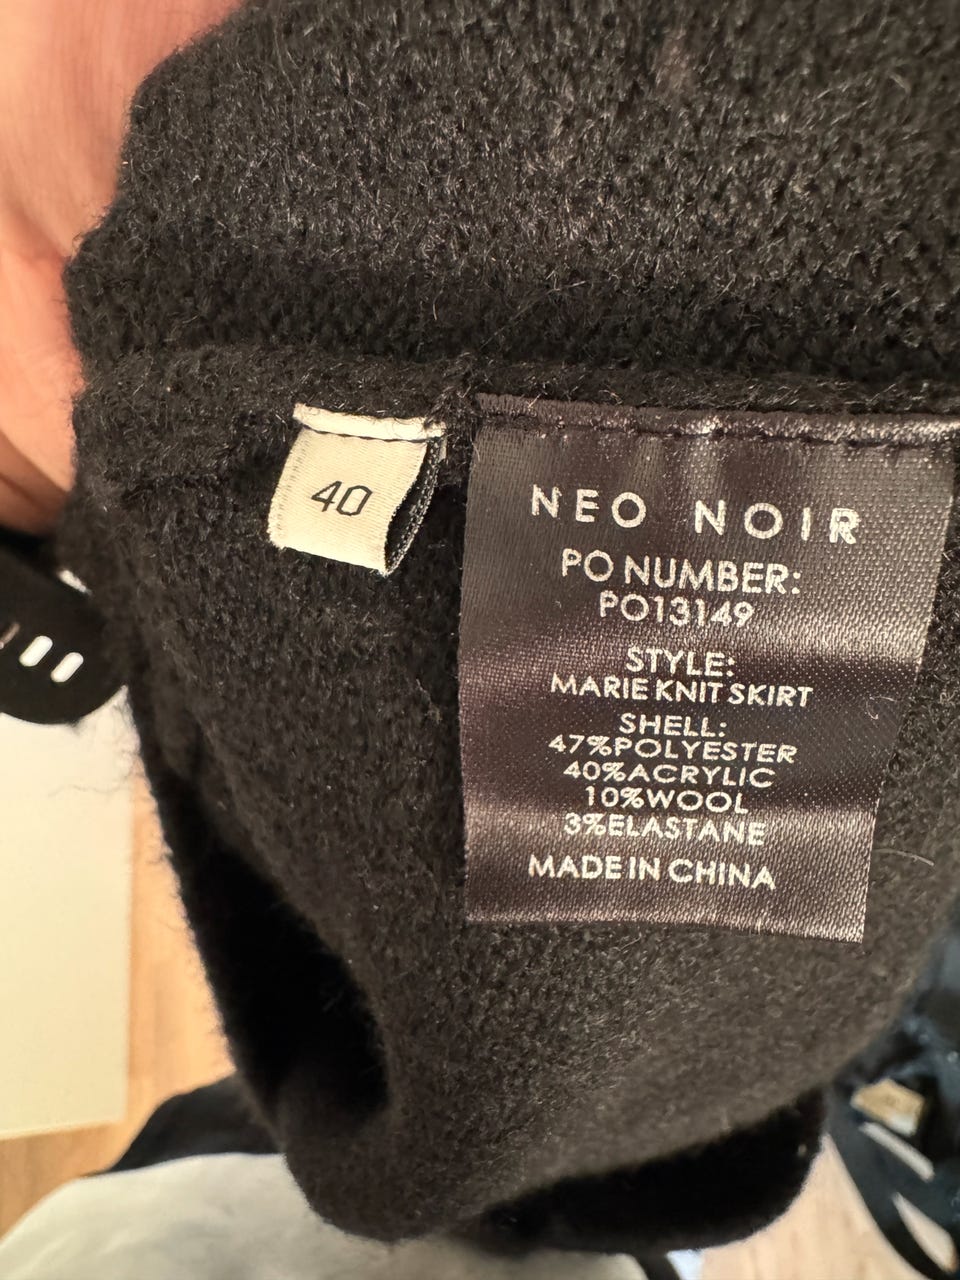 40
NEO NOIR
PO NUMBER:
PO13149
STYLE:
MARIE KNIT SKIRT
SHELL:
47%POLYESTER
40%ACRYLIC
10%WOOL
3%ELASTANE
MADE IN CHINA